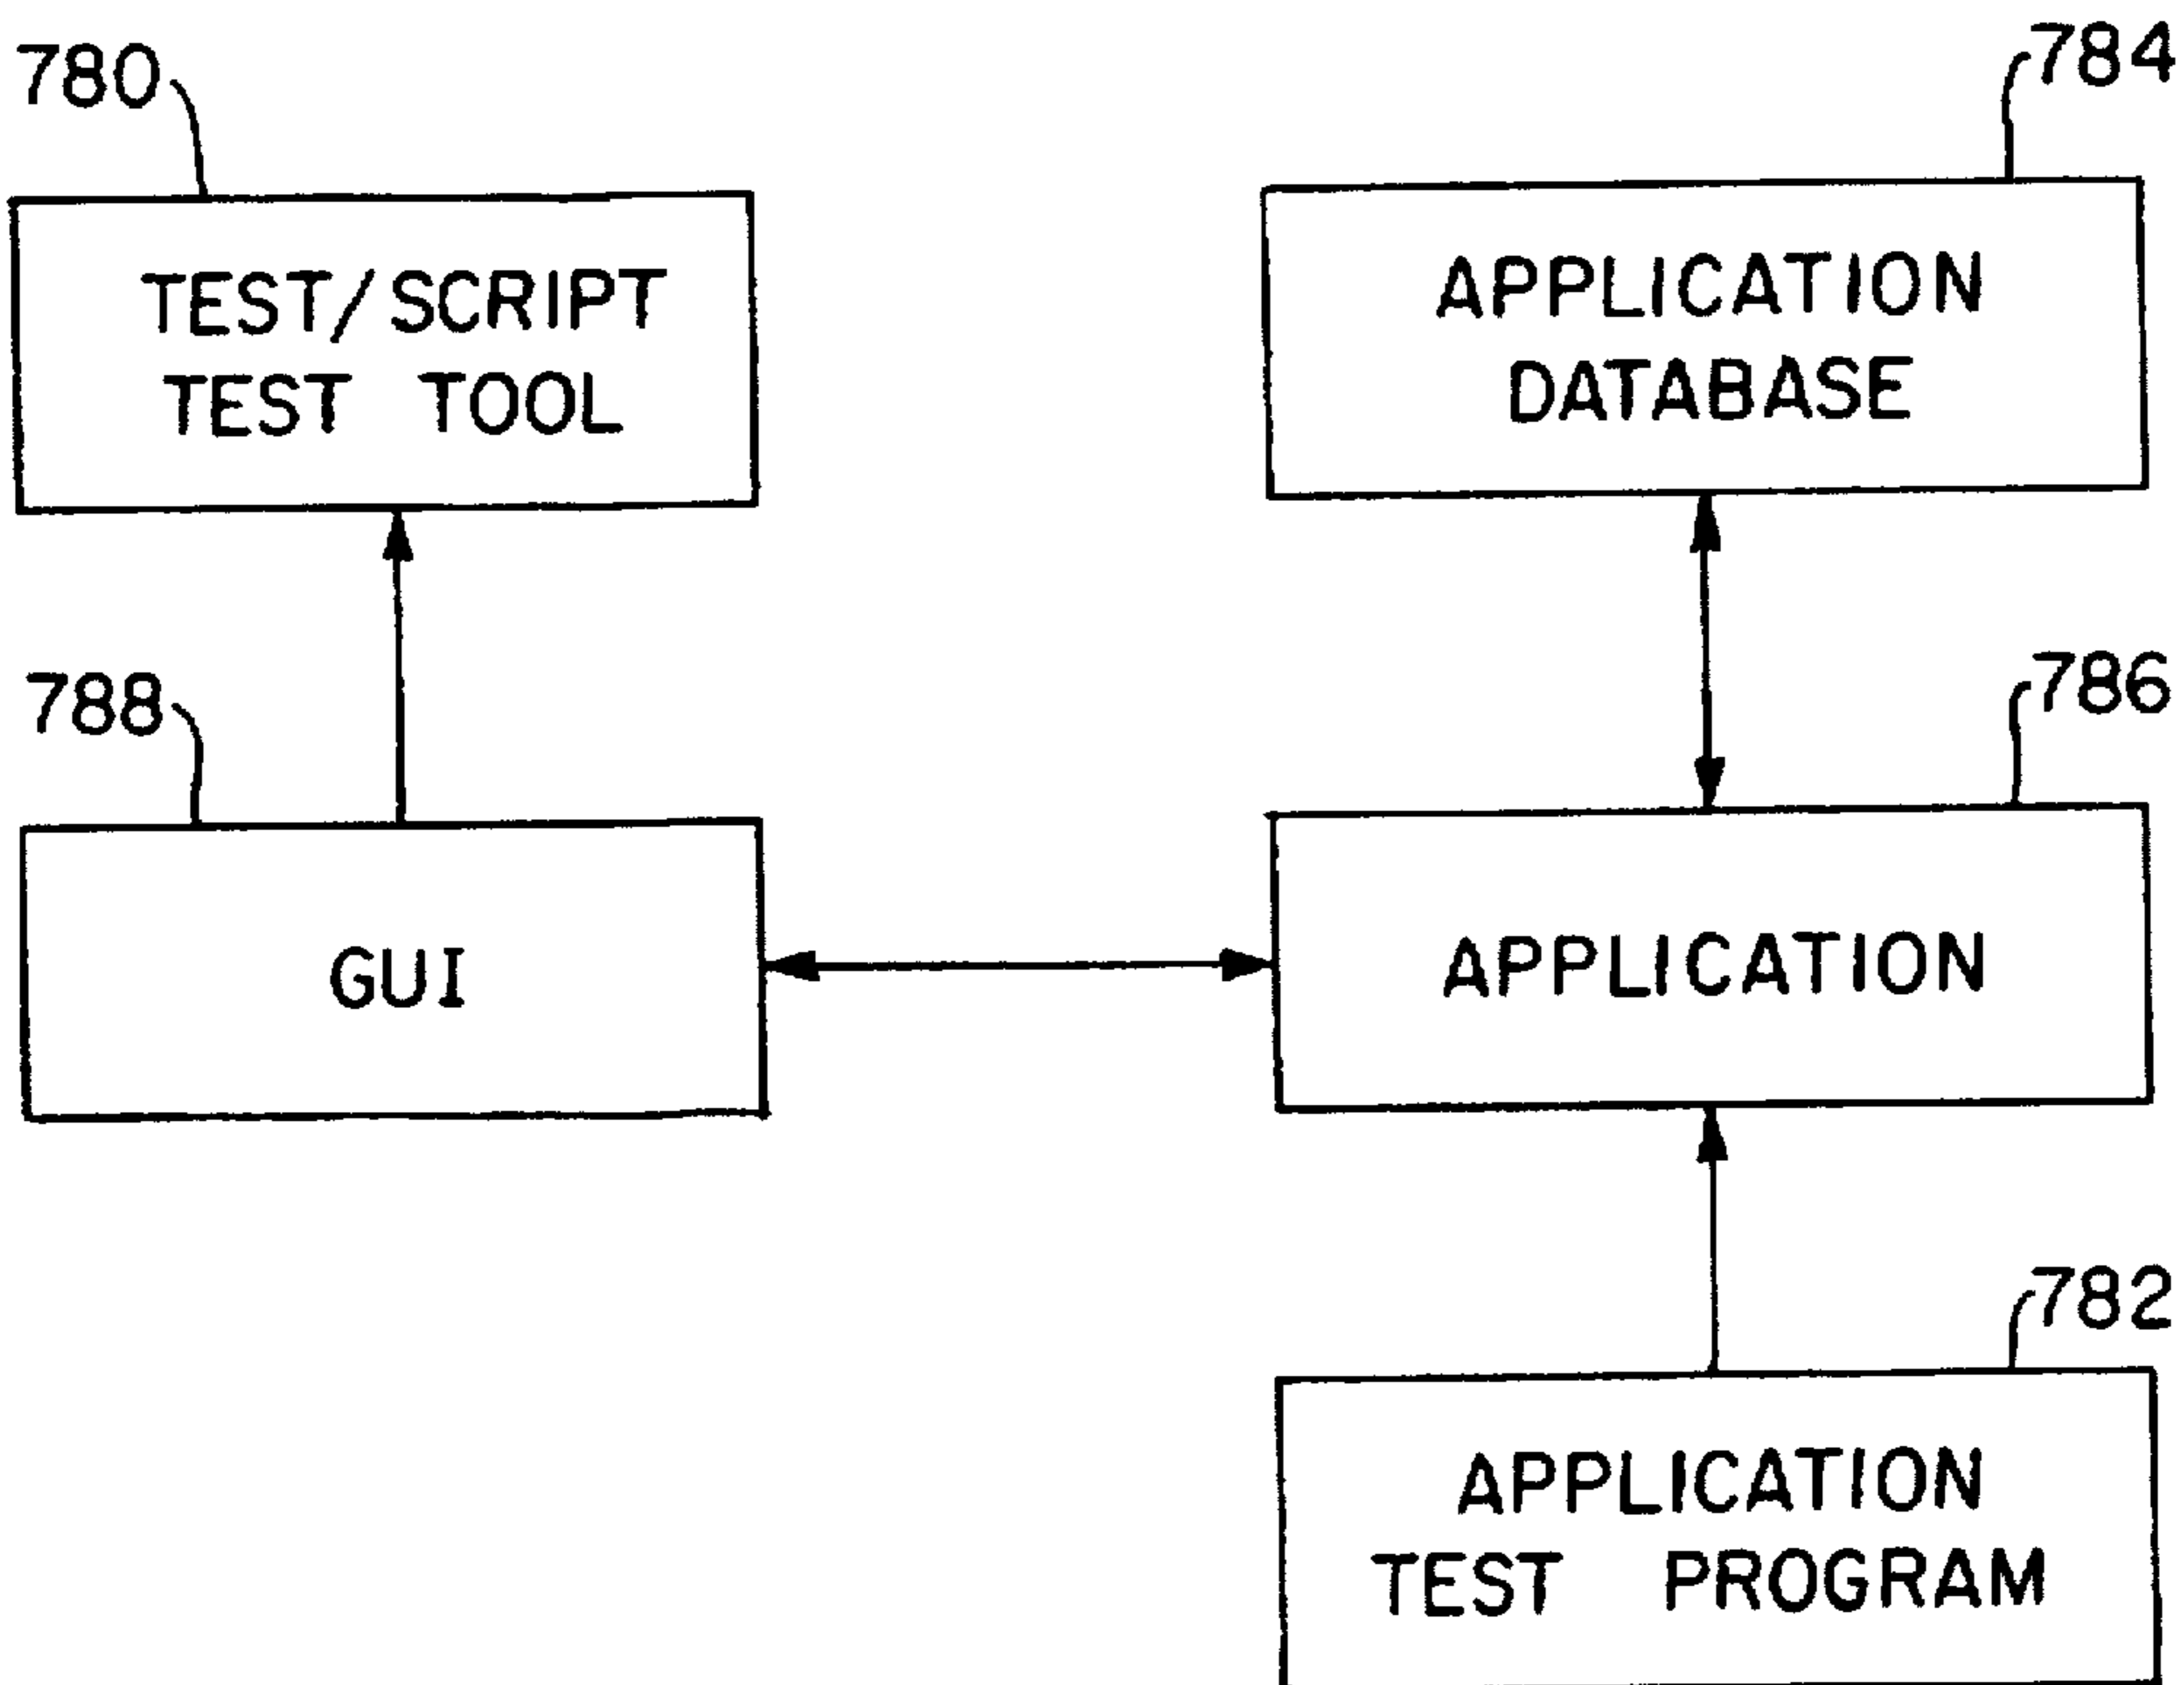 780
784
TEST/SCRIPT
TEST TOOL
APPLICATION
DATABASE
788
786
GUI
APPLICATION
782
APPLICATION
TEST PROGRAM